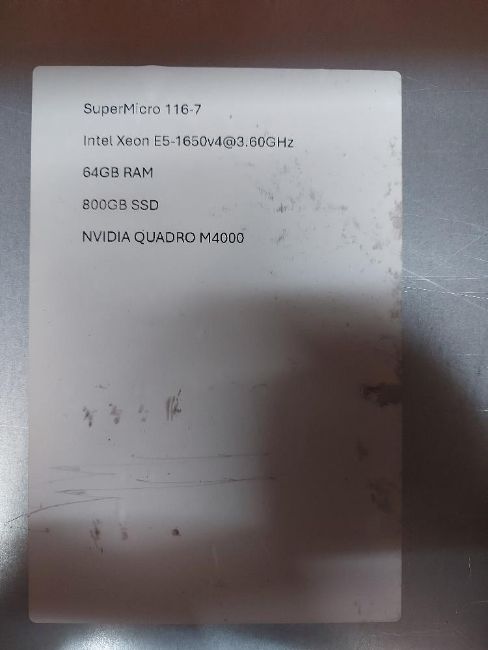 SuperMicro 116-7
Intel Xeon E5-1650v4@3.60GHz
64GB RAM
800GB SSD
NVIDIA QUADRO M4000